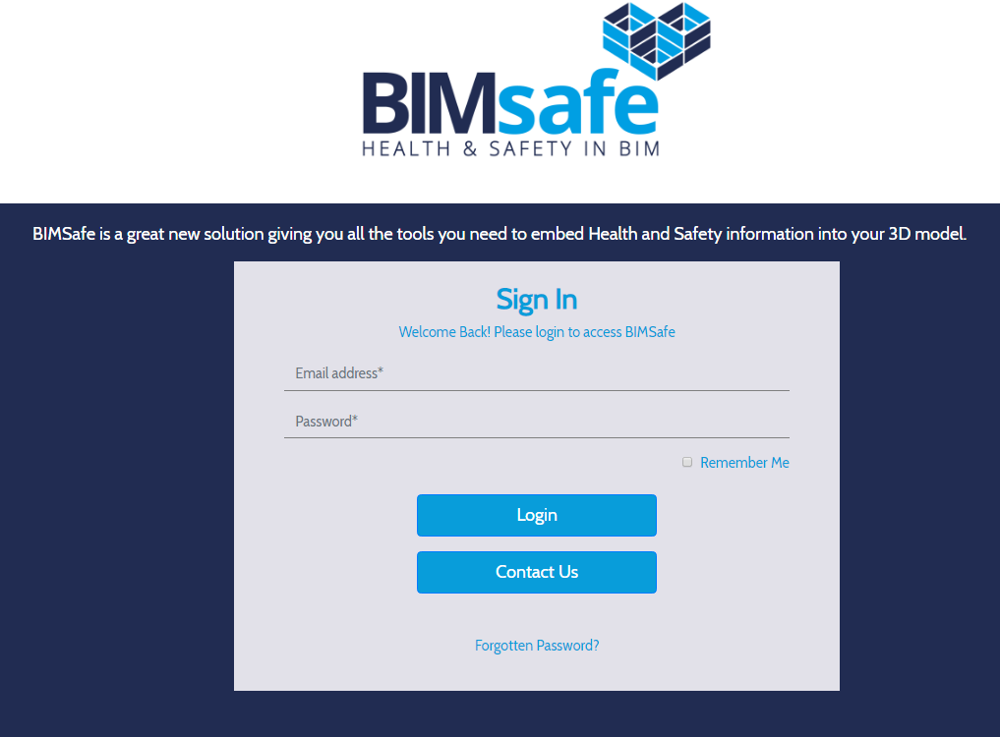 BIMsafe
HEALTH & SAFETY IN BIM
BIMSafe is a great new solution giving you all the tools you need to embed Health and Safety information into your 3D model.
Sign In
Welcome Back! Please login to access BIMSafe
Email address*
Password*
Remember Me
Login
Contact Us
Forgotten Password?